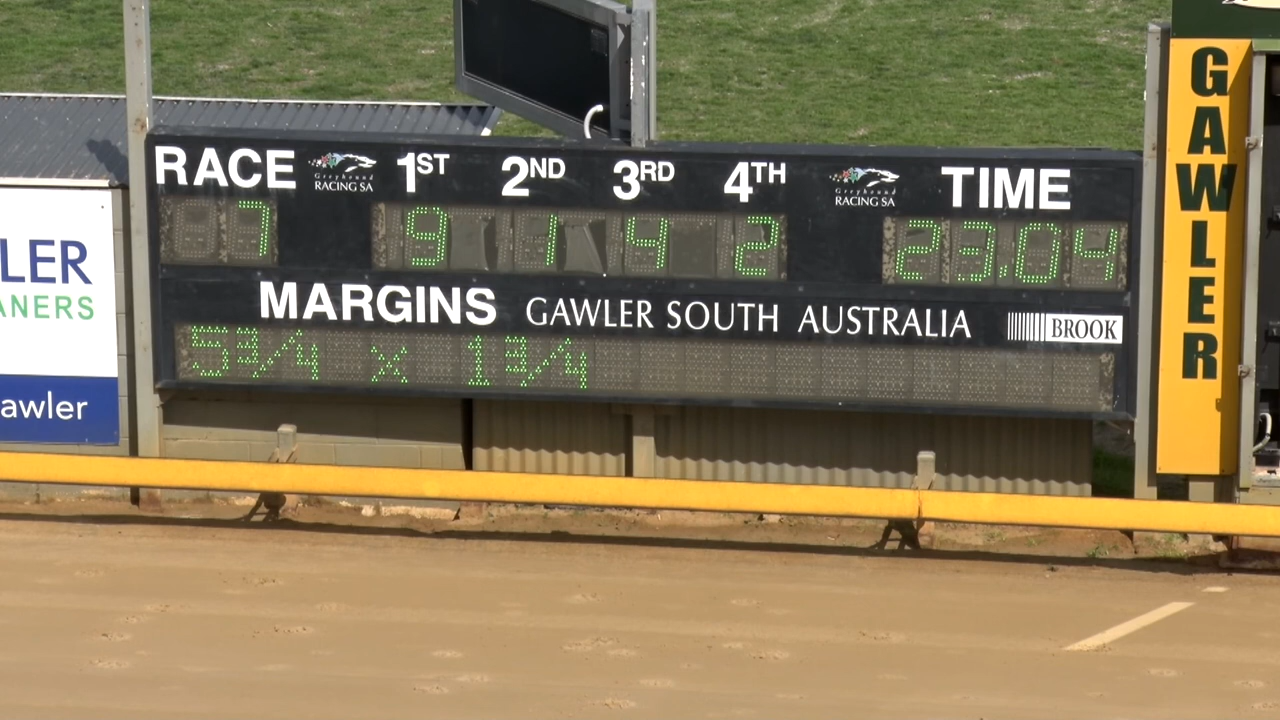 RACE Greyhound RACING SA 1ST 2ND 3RD 4TH Greyhound RACING SA TIME
7 9 1 4 2 23.04
MARGINS GAWLER SOUTH AUSTRALIA BROOK
5 3/4 x 1 3/4
LER
ANERS
awler
GAWLER